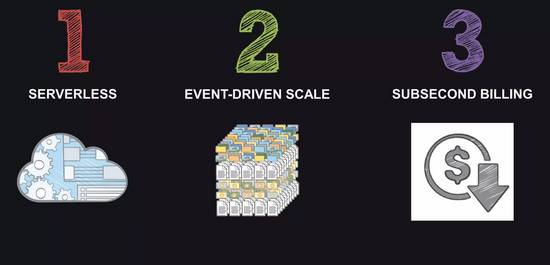 1
2
3
SERVERLESS
EVENT-DRIVEN SCALE
SUBSECOND BILLING
$